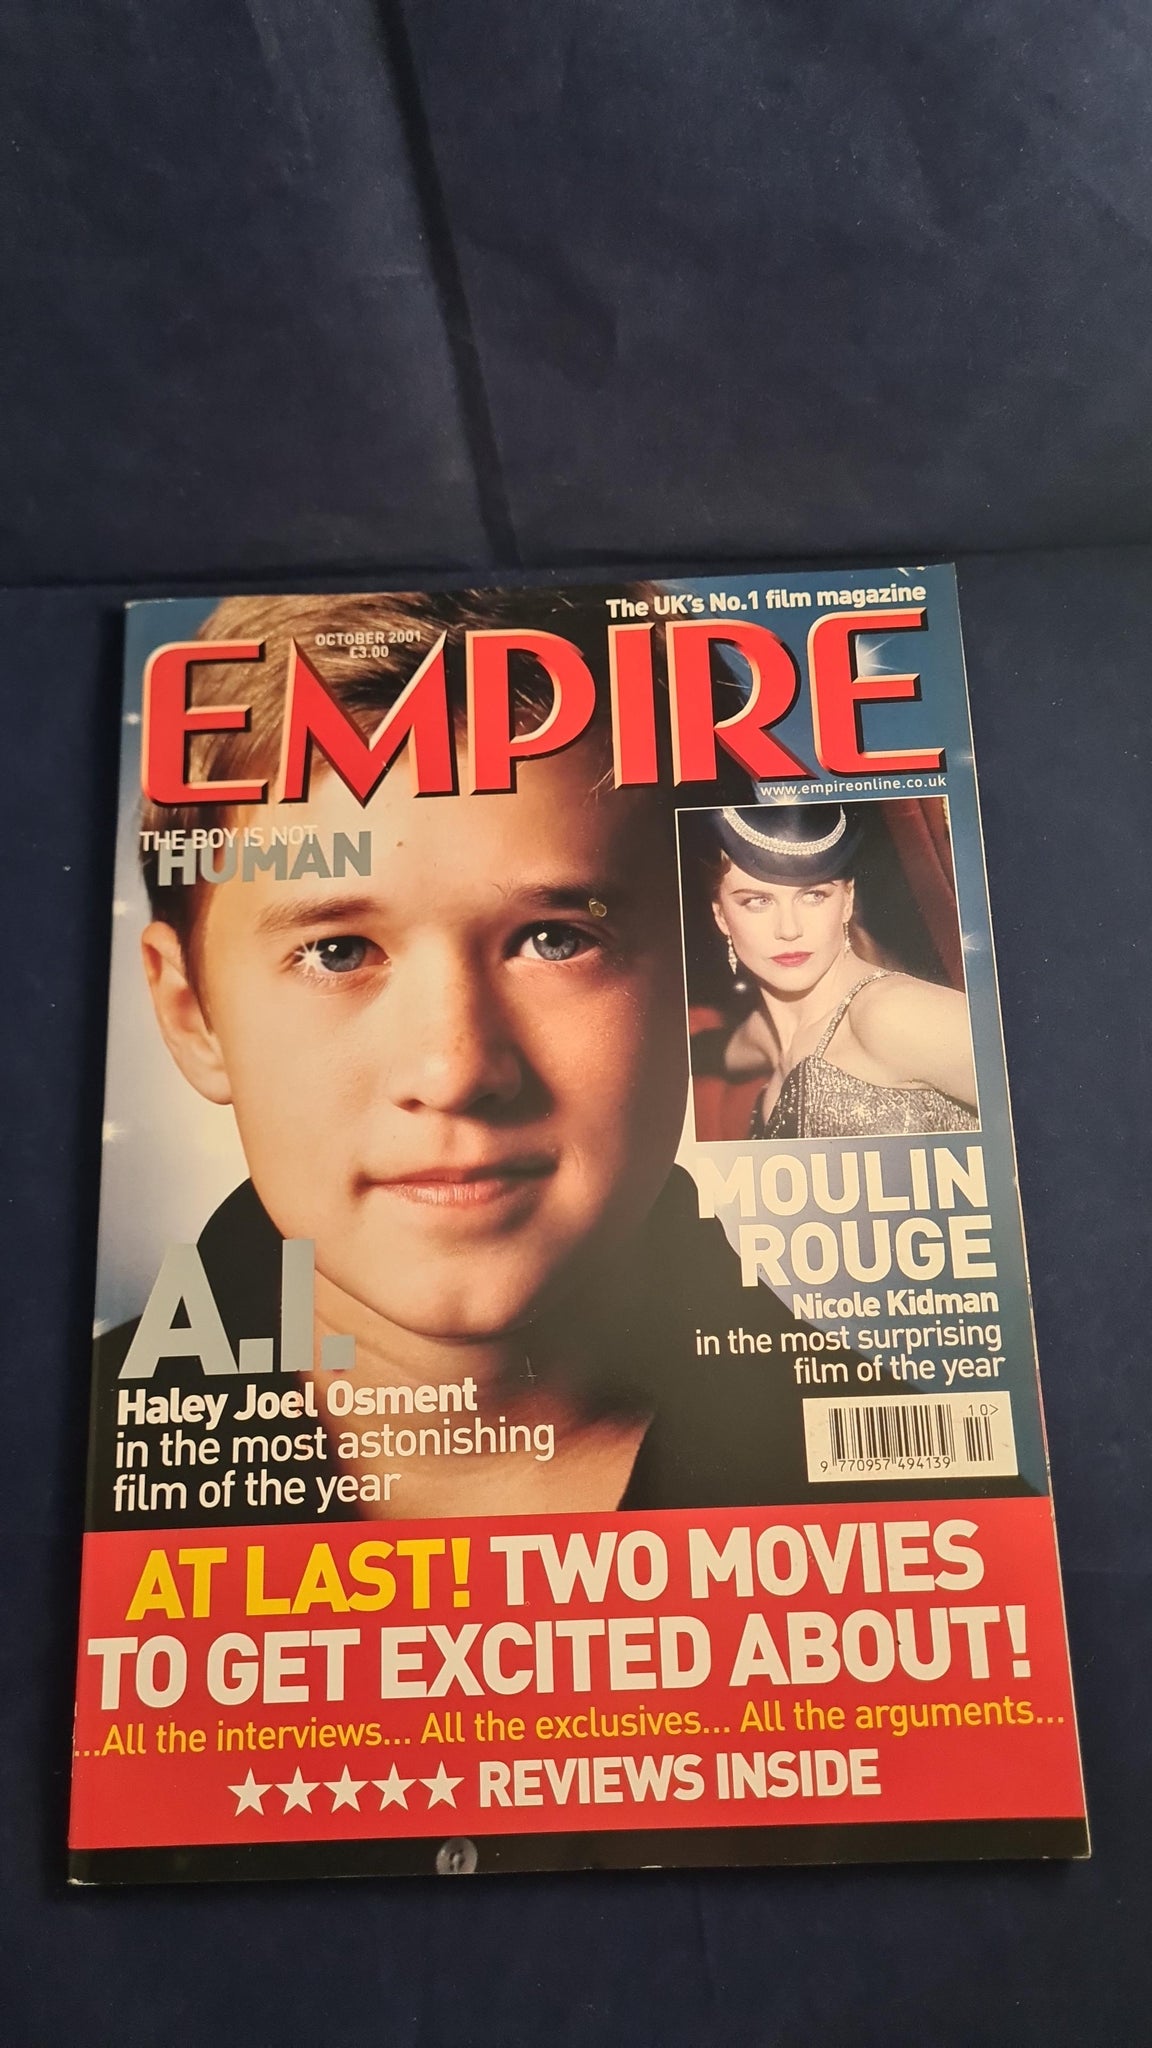 The UK's No.1 film magazine
OCTOBER 2001
£3.00
EMPIRE
www.empireonline.co.uk
THE BOY IS NOT
HUMAN
MOULIN
ROUGE
Nicole Kidman
in the most surprising
film of the year
A.I.
Haley Joel Osment
in the most astonishing
film of the year
10>
9 770957 494139
AT LAST! TWO MOVIES
TO GET EXCITED ABOUT!
...All the interviews... All the exclusives... All the arguments...
★★★★★ REVIEWS INSIDE